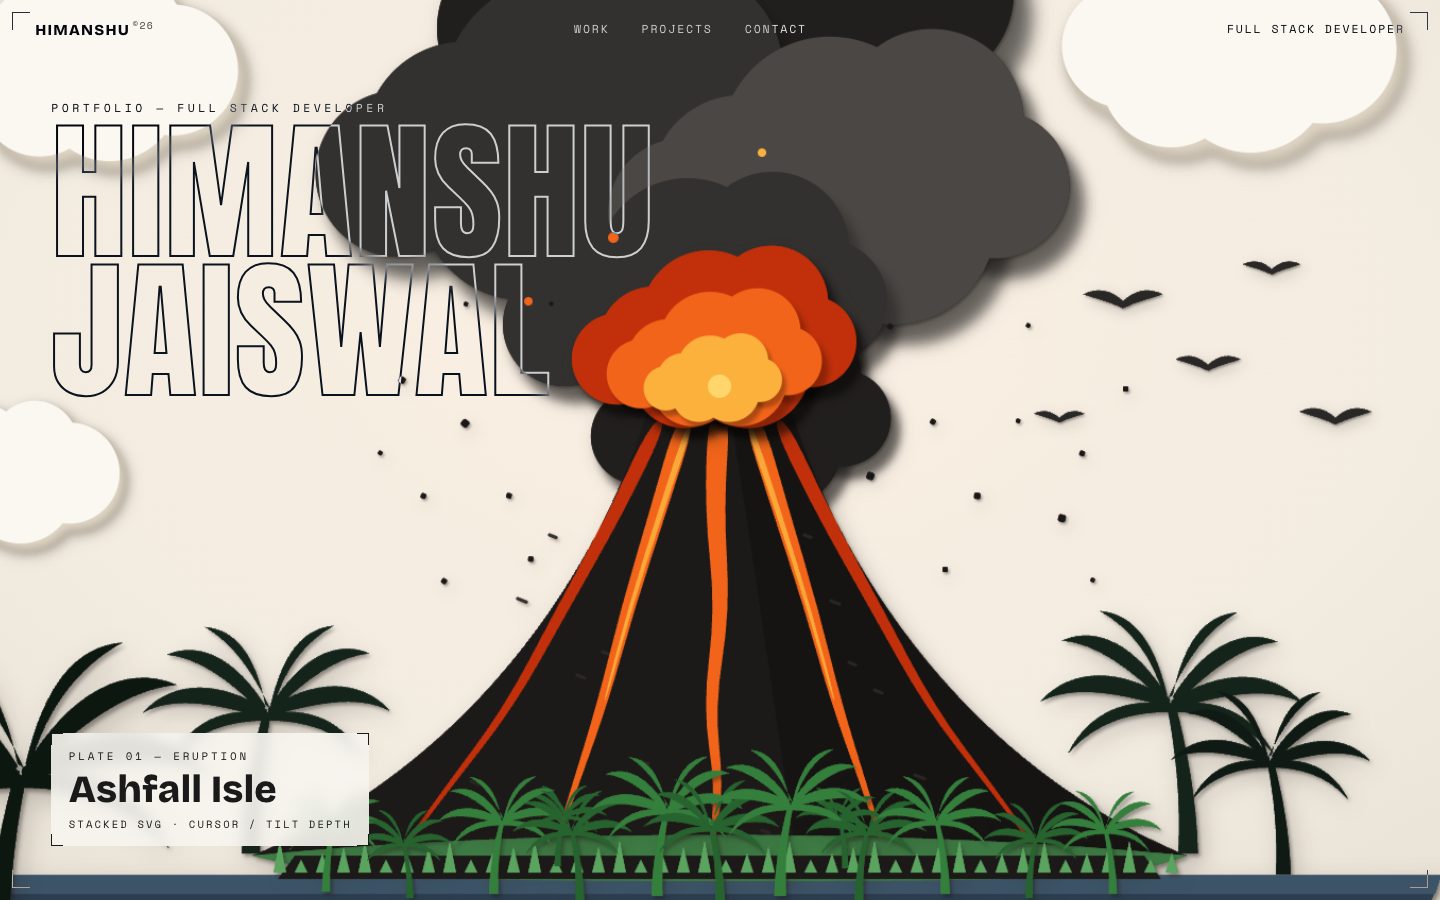 HIMANSHU ©26
WORK PROJECTS CONTACT
FULL STACK DEVELOPER
PORTFOLIO — FULL STACK DEVELOPER
HIMANSHU
JAISWAL
PLATE 01 — ERUPTION
Ashfall Isle
STACKED SVG · CURSOR / TILT DEPTH